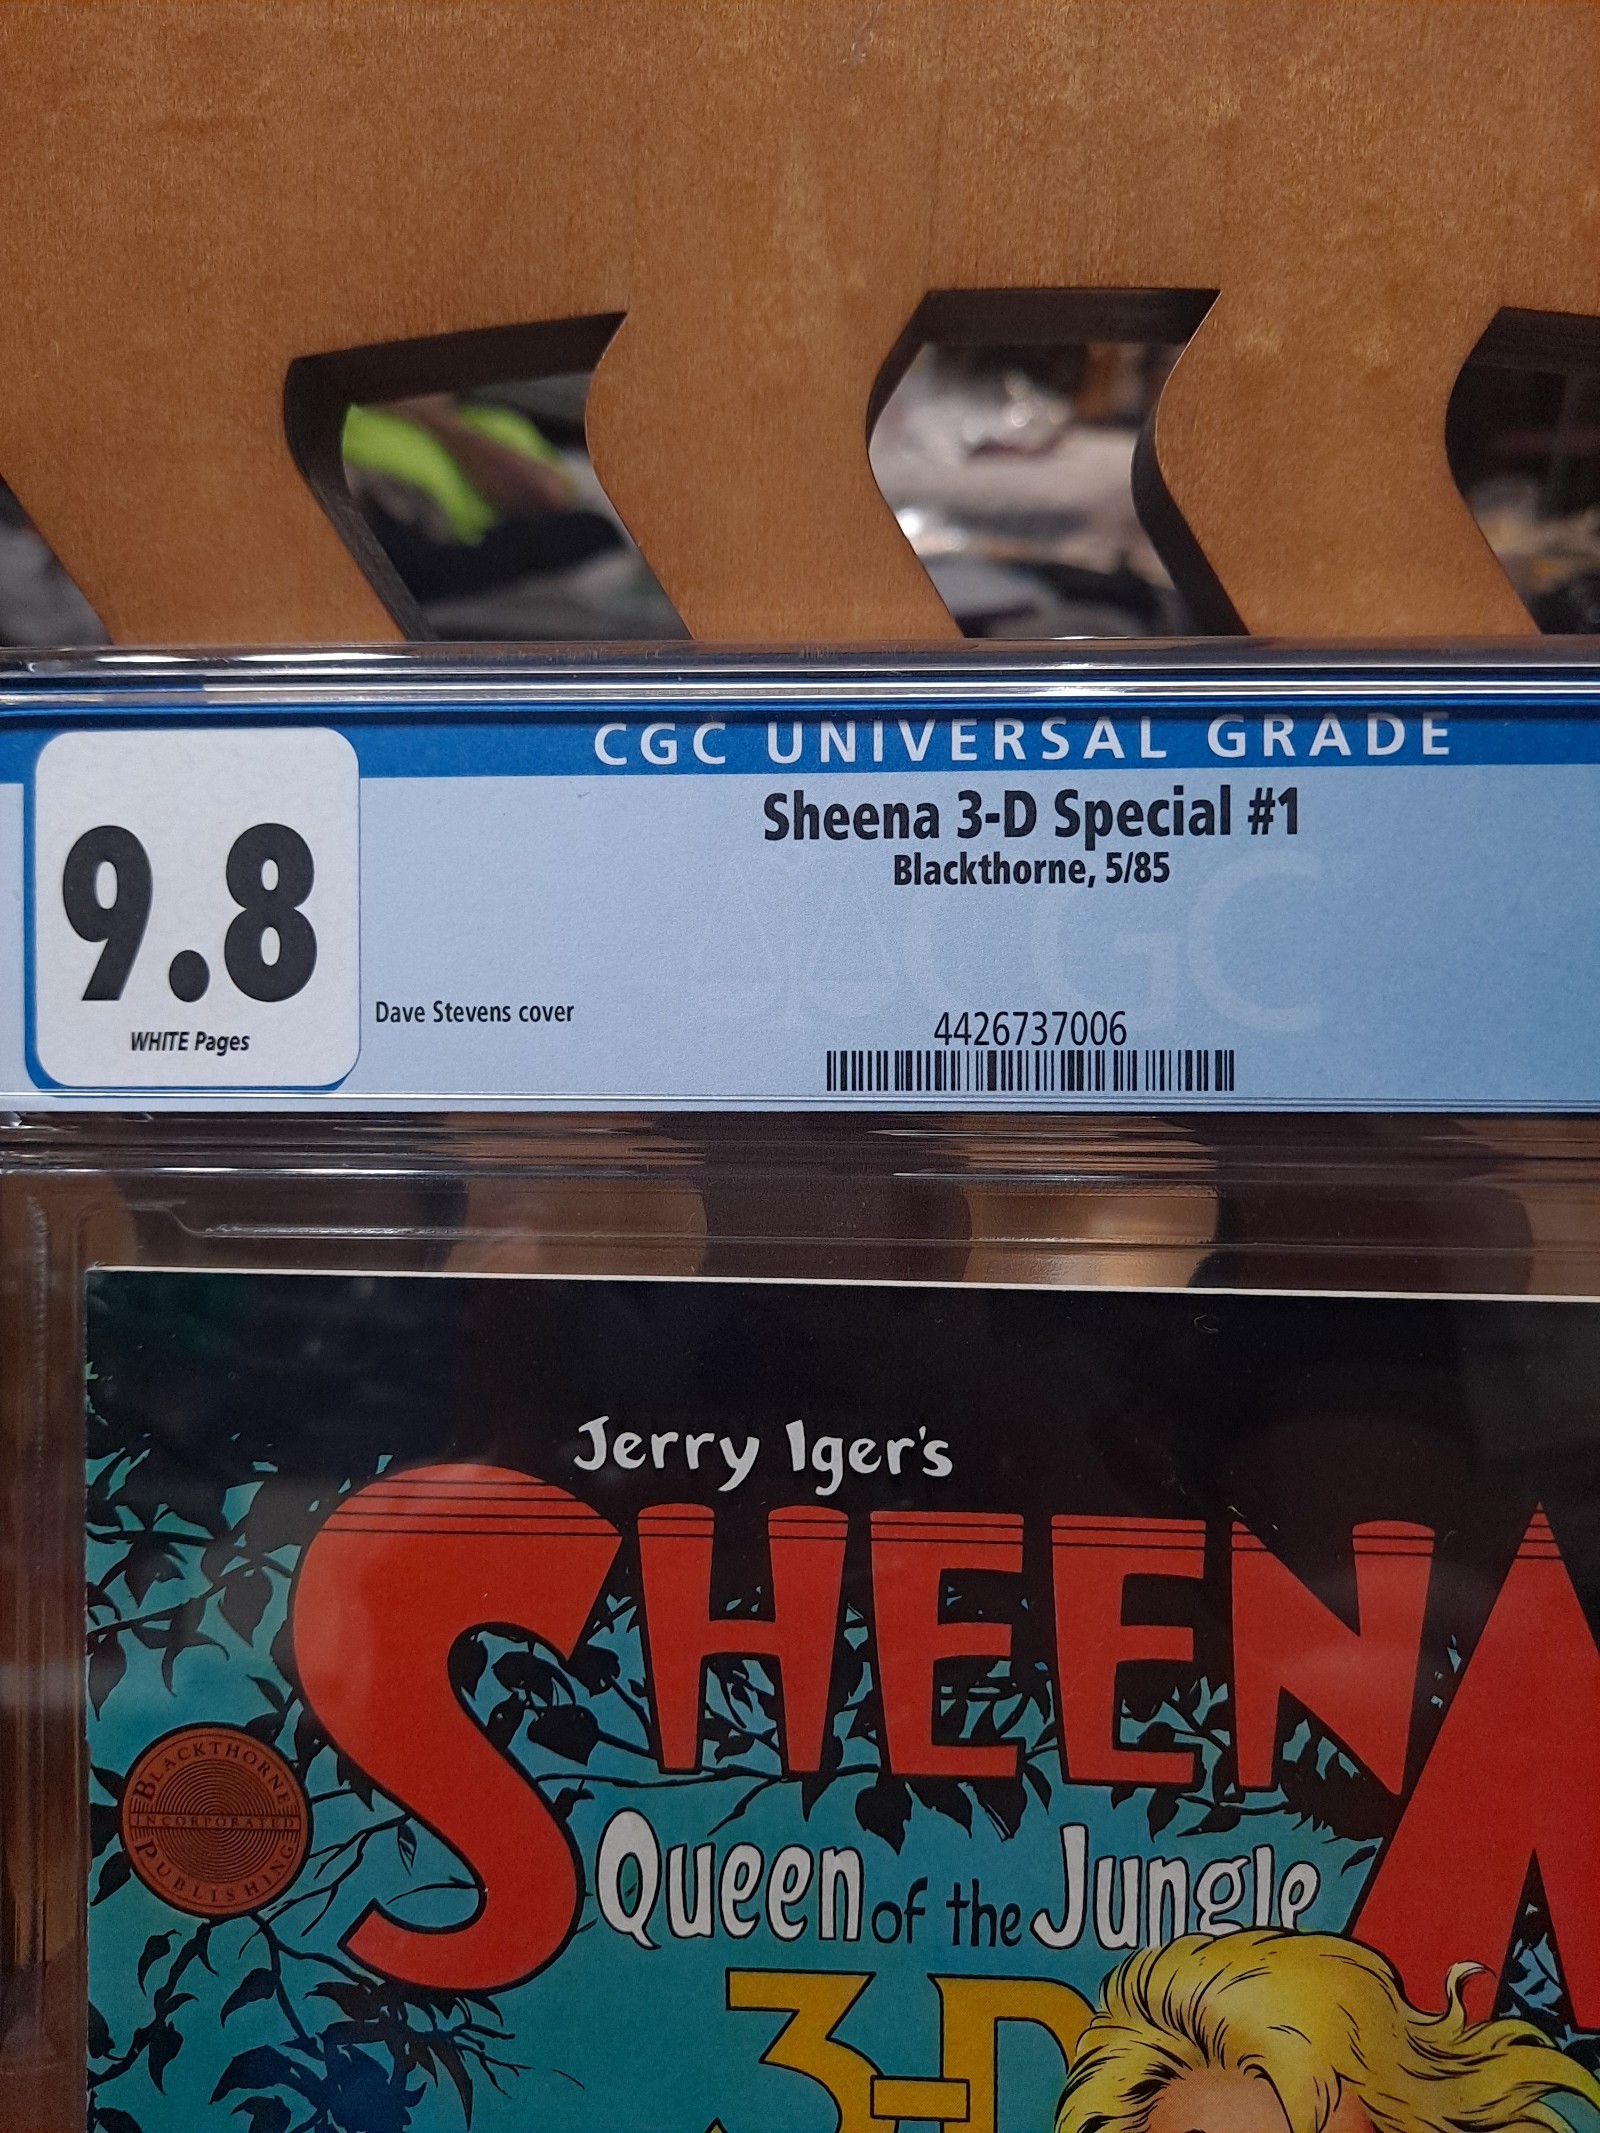 CGC UNIVERSAL GRADE
9.8
WHITE Pages
Sheena 3-D Special #1
Blackthorne, 5/85
Dave Stevens cover
CGC
4426737006
Jerry Iger's
SHEENA
BLACKTHORNE
INCORPORATED
PUBLISHING
Queen of the Jungle
3-D